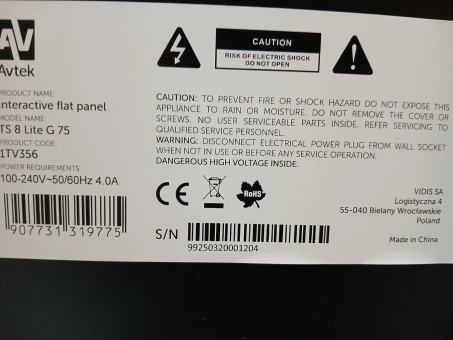 AV
Avtek
PRODUCT NAME:
Interactive flat panel
MODEL NAME:
TS 8 Lite G 75
PRODUCT CODE:
1TV356
POWER REQUIREMENTS:
100-240V~50/60Hz 4.0A
907731 319775
CAUTION
RISK OF ELECTRIC SHOCK
DO NOT OPEN
CAUTION: TO PREVENT FIRE OR SHOCK HAZARD DO NOT EXPOSE THIS
APPLIANCE TO RAIN OR MOISTURE. DO NOT REMOVE THE COVER or
SCREWS. NO USER SERVICEABLE PARTS INSIDE. REFER SERVICING TO
QUALIFIED SERVICE PERSONNEL.
WARNING: DISCONNECT ELECTRICAL POWER PLUG FROM WALL SOCKET
WHEN NOT IN USE OR BEFORE ANY SERVICE OPERATION.
DANGEROUS HIGH VOLTAGE INSIDE.
CE
RoHS
VIDIS SA
Logistyczna 4
55-040 Bielany Wrocławskie
Poland
S/N
99250320001204
Made in China